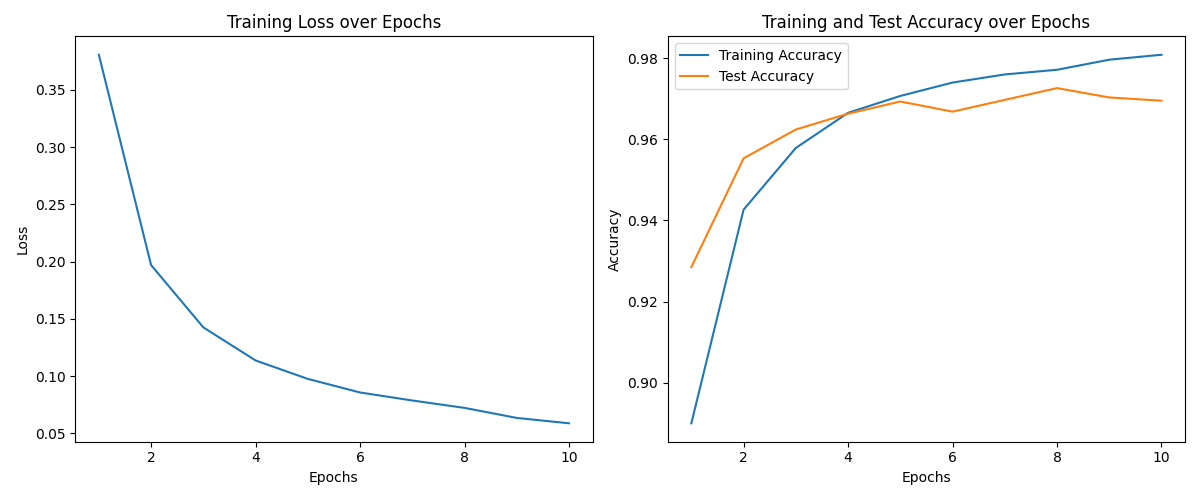 Training Loss over Epochs
Loss
0.35
0.30
0.25
0.20
0.15
0.10
0.05
2 4 6 8 10
Epochs
Training and Test Accuracy over Epochs
Training Accuracy
Test Accuracy
Accuracy
0.98
0.96
0.94
0.92
0.90
2 4 6 8 10
Epochs